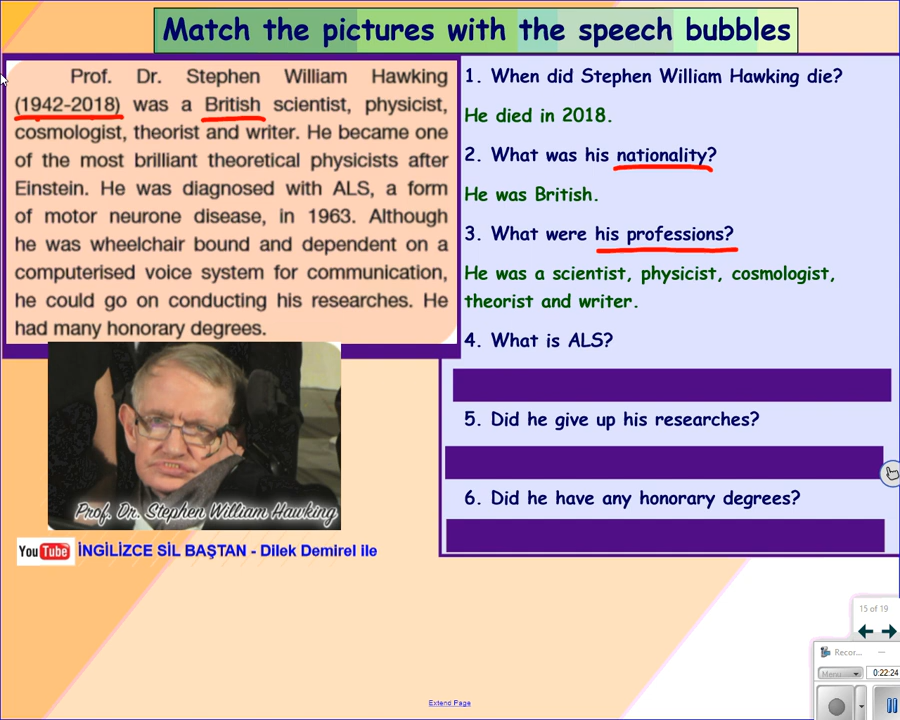 Match the pictures with the speech bubbles
Prof. Dr. Stephen William Hawking
(1942-2018) was a British scientist, physicist,
cosmologist, theorist and writer. He became one
of the most brilliant theoretical physicists after
Einstein. He was diagnosed with ALS, a form
of motor neurone disease, in 1963. Although
he was wheelchair bound and dependent on a
computerised voice system for communication,
he could go on conducting his researches. He
had many honorary degrees.
Prof. Dr. Stephen William Hawking
YouTube İNGİLİZCE SİL BAŞTAN - Dilek Demirel ile
1. When did Stephen William Hawking die?
He died in 2018.
2. What was his nationality?
He was British.
3. What were his professions?
He was a scientist, physicist, cosmologist,
theorist and writer.
4. What is ALS?
5. Did he give up his researches?
6. Did he have any honorary degrees?
15 of 19
Recor...
Menu... 0:22:24
Extend Page